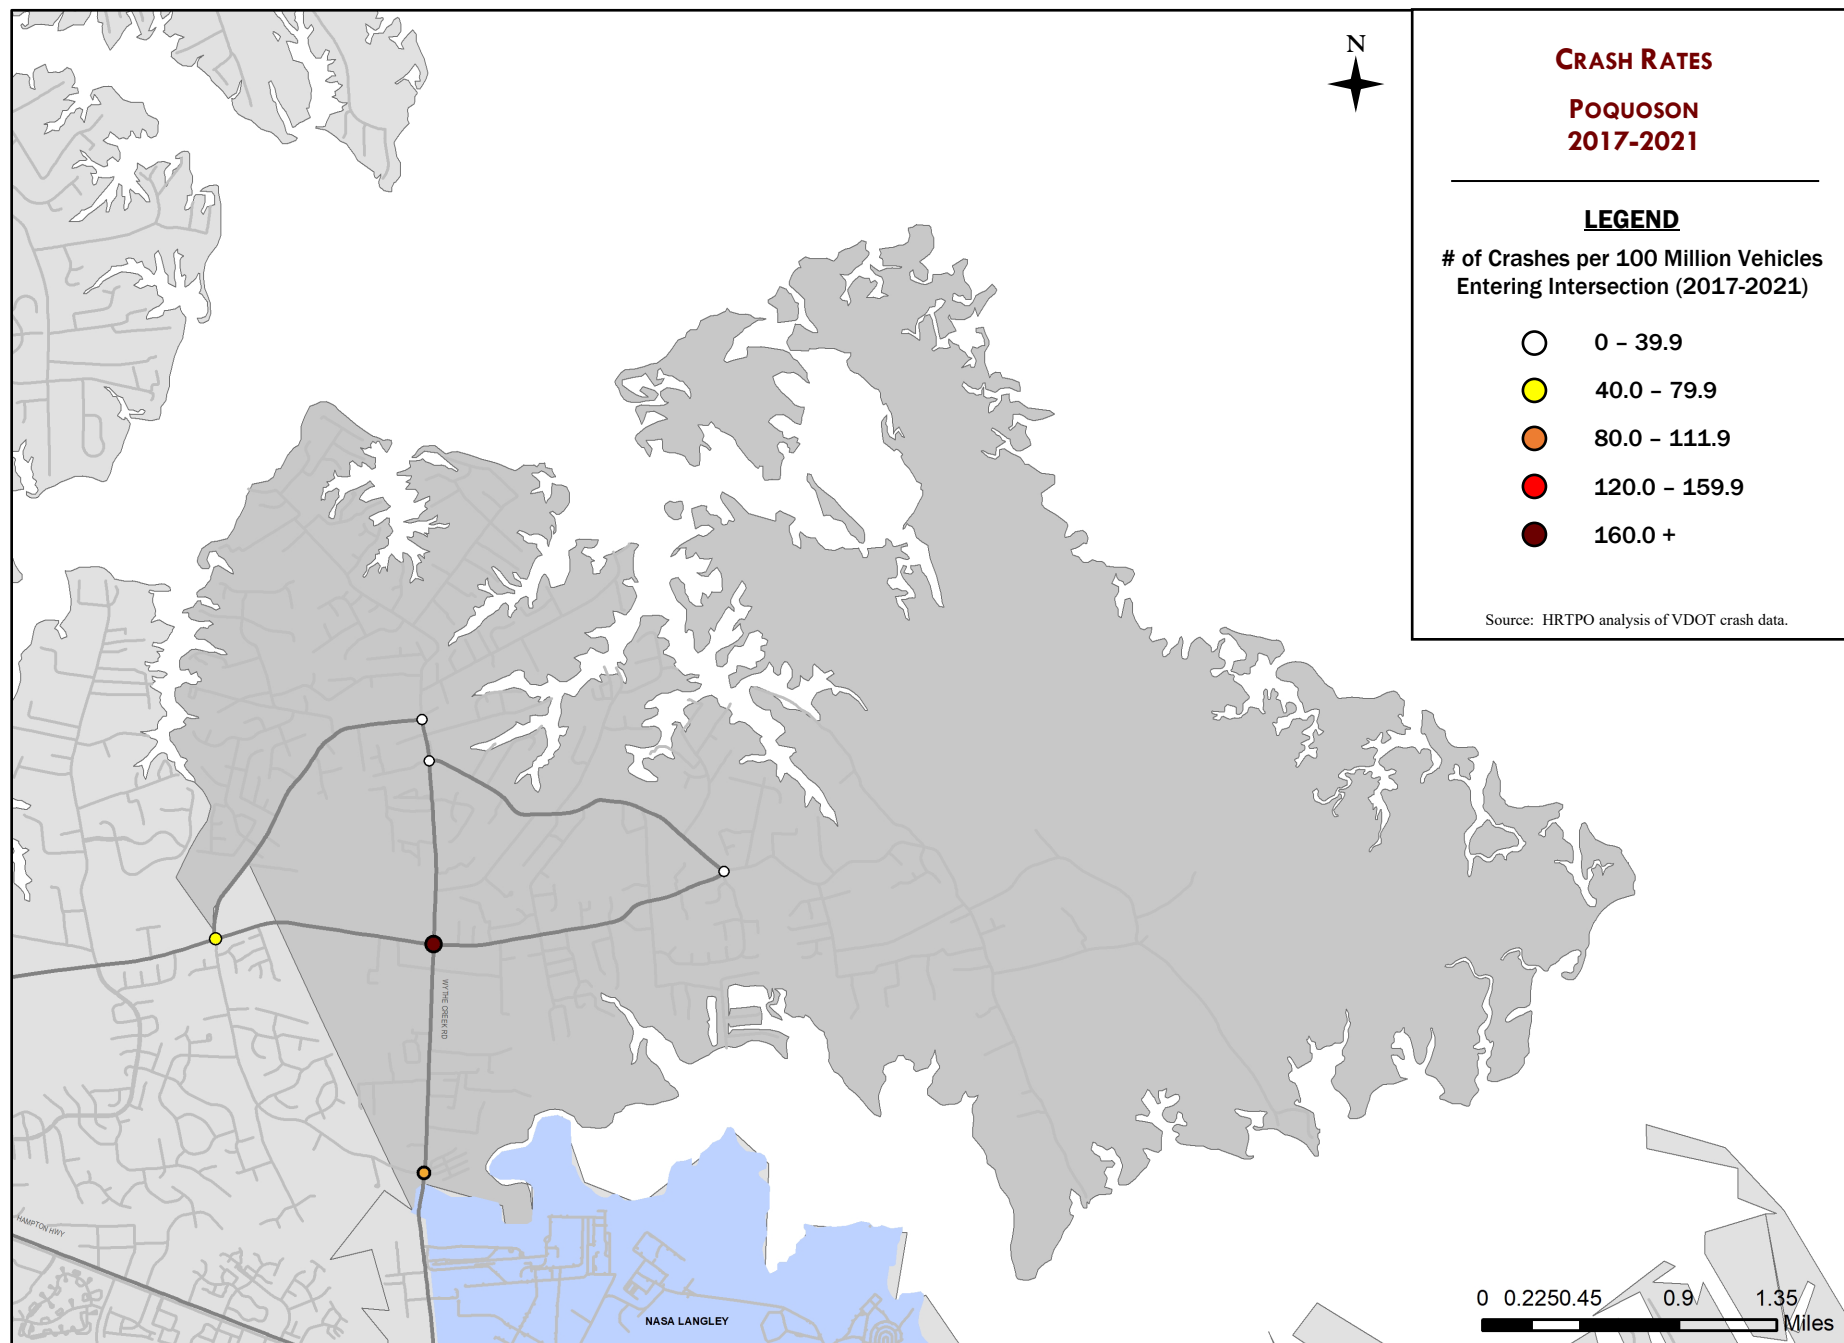 N
CRASH RATES
POQUOSON
2017-2021
LEGEND
# of Crashes per 100 Million Vehicles
Entering Intersection (2017-2021)
0 – 39.9
40.0 – 79.9
80.0 – 111.9
120.0 – 159.9
160.0 +
Source: HRTPO analysis of VDOT crash data.
WYTHE CREEK RD
HAMPTON HWY
NASA LANGLEY
0 0.2250.45 0.9 1.35
Miles